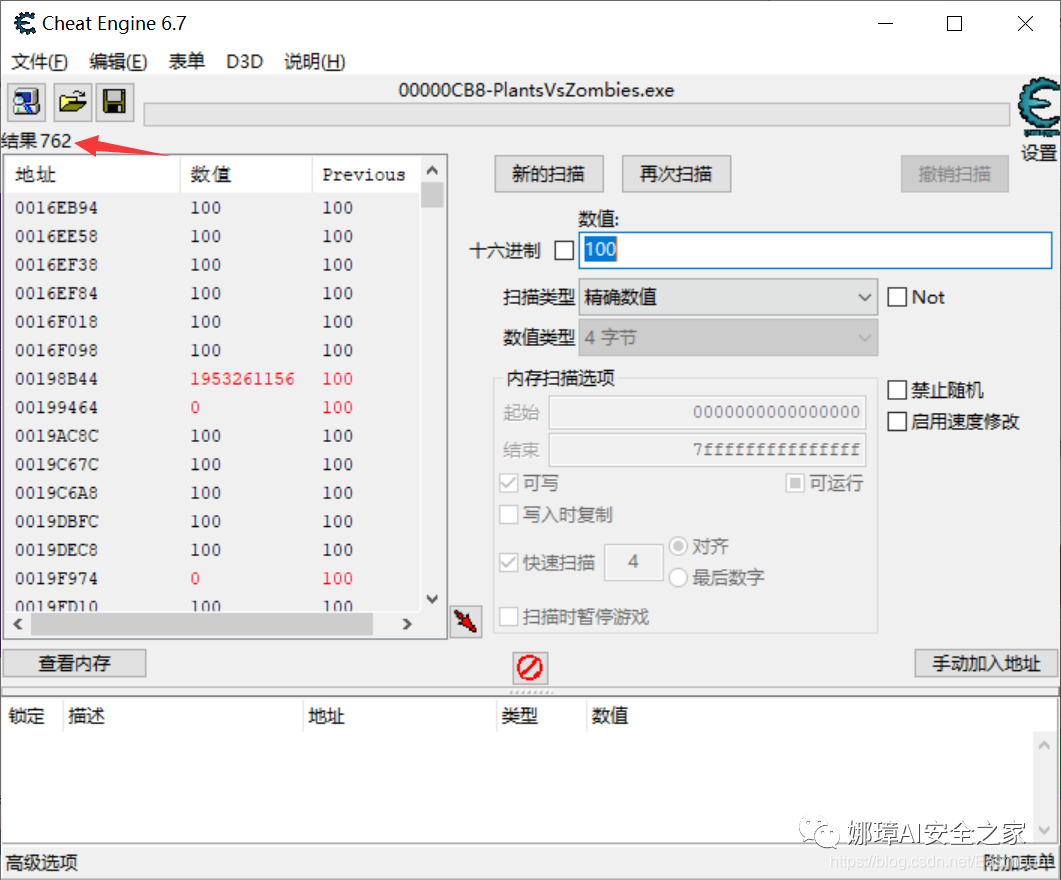 Cheat Engine 6.7
文件(F) 编辑(E) 表单 D3D 说明(H)
00000CB8-PlantsVsZombies.exe
设置
结果762
地址 数值 Previous
0016EB94 100 100
0016EE58 100 100
0016EF38 100 100
0016EF84 100 100
0016F018 100 100
0016F098 100 100
00198B44 1953261156 100
00199464 0 100
0019AC8C 100 100
0019C67C 100 100
0019C6A8 100 100
0019DBFC 100 100
0019DEC8 100 100
0019F974 0 100
0019FD10 100 100
新的扫描 再次扫描 撤销扫描
数值:
十六进制 100
扫描类型 精确数值 Not
数值类型 4 字节
内存扫描选项
起始 0000000000000000
结束 7fffffffffffffff
可写 可运行
写入时复制
快速扫描 4 对齐
最后数字
扫描时暂停游戏
禁止随机
启用速度修改
查看内存 手动加入地址
锁定 描述 地址 类型 数值
娜璋AI安全之家
高级选项 附加表单